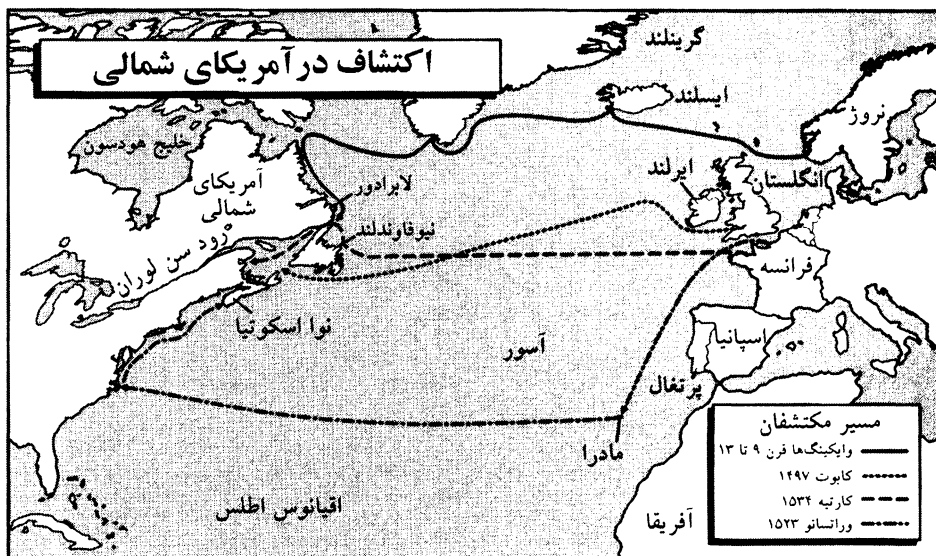 اکتشاف در آمریکای شمالی
گرینلند
ایسلند
نروژ
خلیج هودسون
ایرلند
انگلستان
آمریکای
شمالی
لابرادور
نیوفاوندلند
رود سن لوران
فرانسه
نوا اسکوتیا
آسور
اسپانیا
پرتغال
مادرا
اقیانوس اطلس
آفریقا
مسیر مکتشفان
وایکینگ‌ها قرن ۹ تا ۱۳
کابوت ۱۴۹۷
کارتیه ۱۵۳۴
وراتسانو ۱۵۲۳